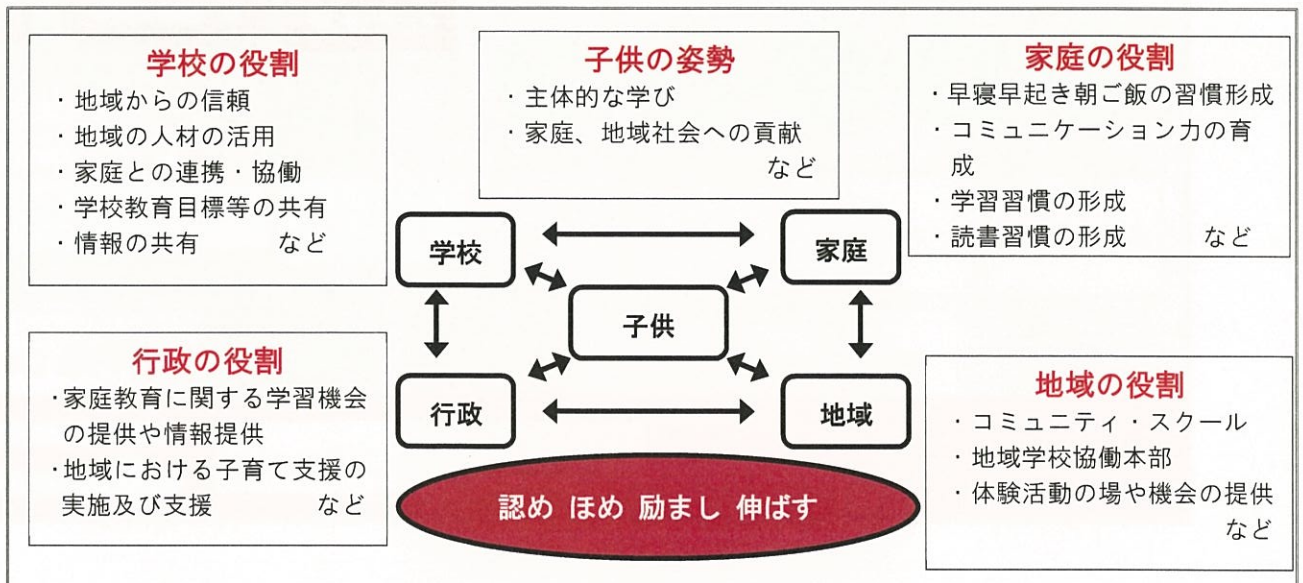 学校の役割
・地域からの信頼
・地域の人材の活用
・家庭との連携・協働
・学校教育目標等の共有
・情報の共有　　など
子供の姿勢
・主体的な学び
・家庭、地域社会への貢献
など
家庭の役割
・早寝早起き朝ご飯の習慣形成
・コミュニケーション力の育
成
・学習習慣の形成
・読書習慣の形成　　など
学校
家庭
子供
行政
地域
行政の役割
・家庭教育に関する学習機会
の提供や情報提供
・地域における子育て支援の
実施及び支援　　など
認め ほめ 励まし 伸ばす
地域の役割
・コミュニティ・スクール
・地域学校協働本部
・体験活動の場や機会の提供
など